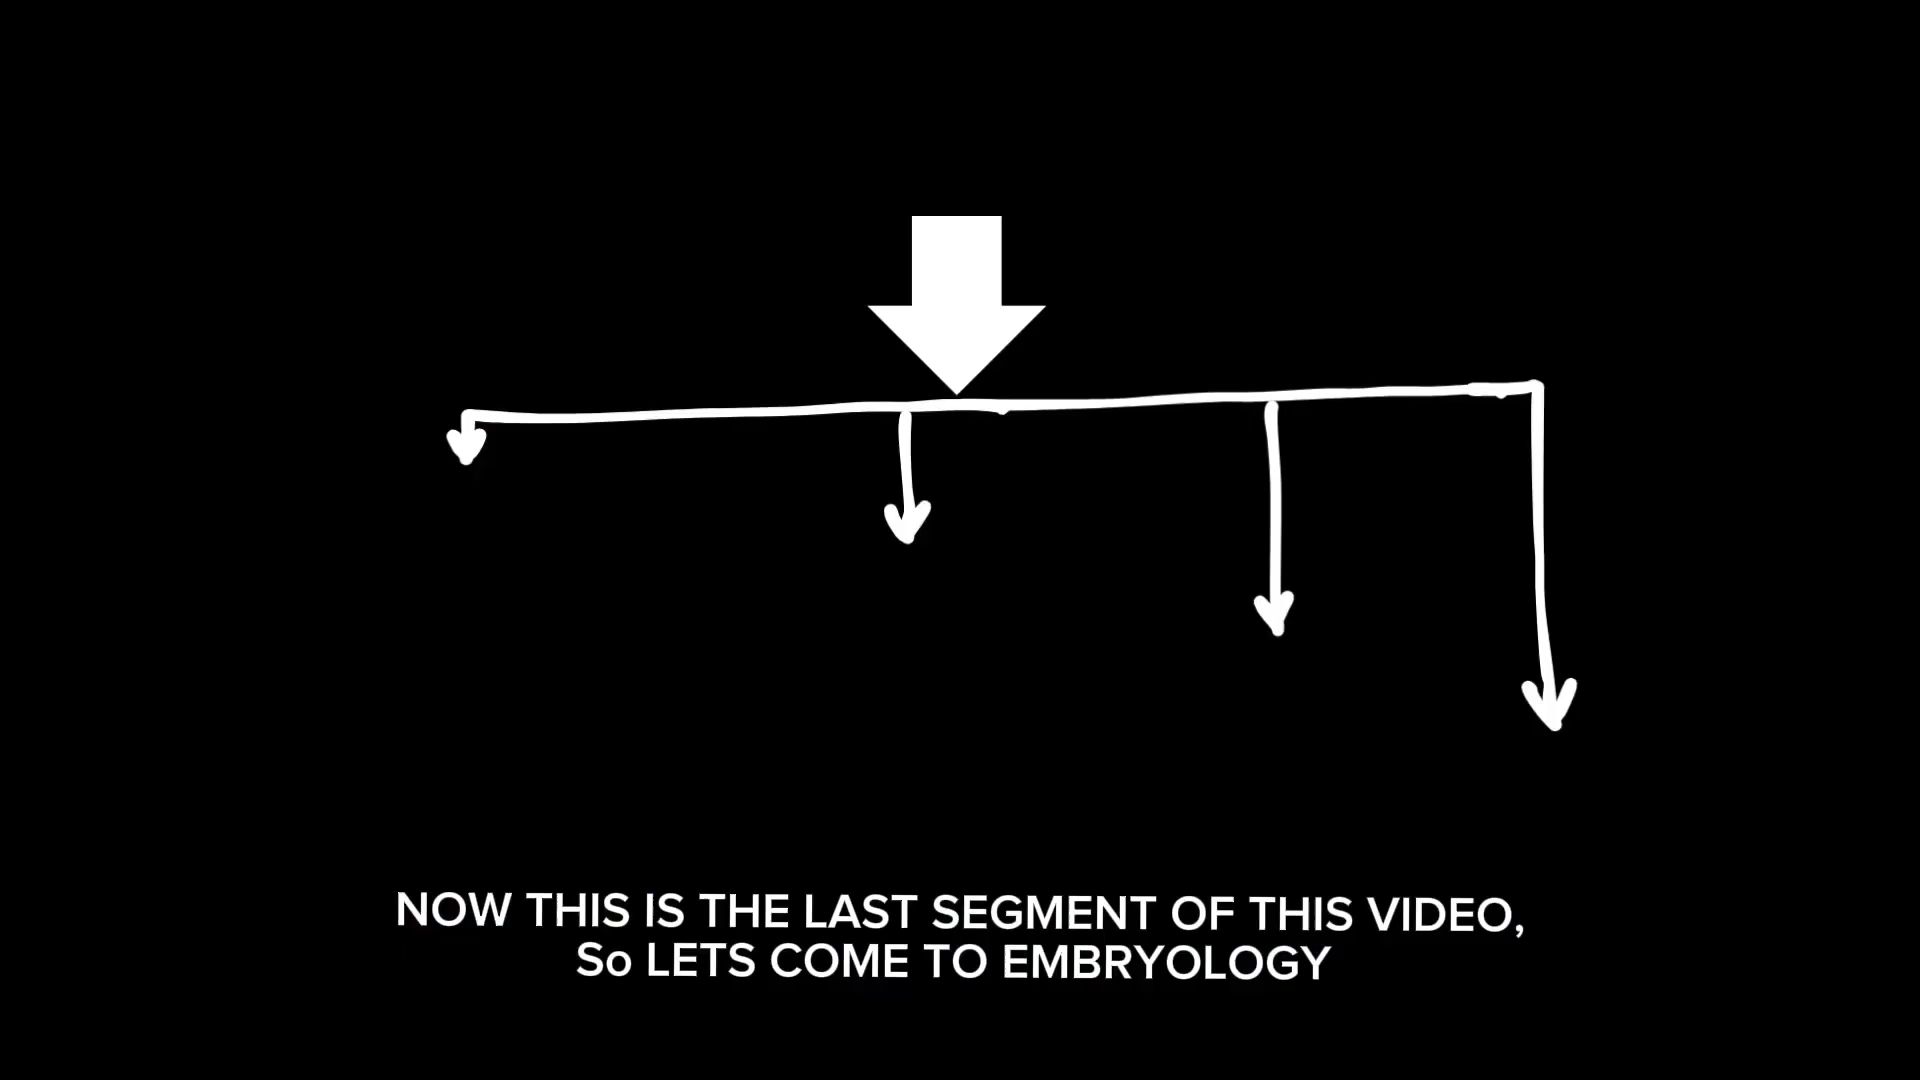 NOW THIS IS THE LAST SEGMENT OF THIS VIDEO,
So LETS COME TO EMBRYOLOGY